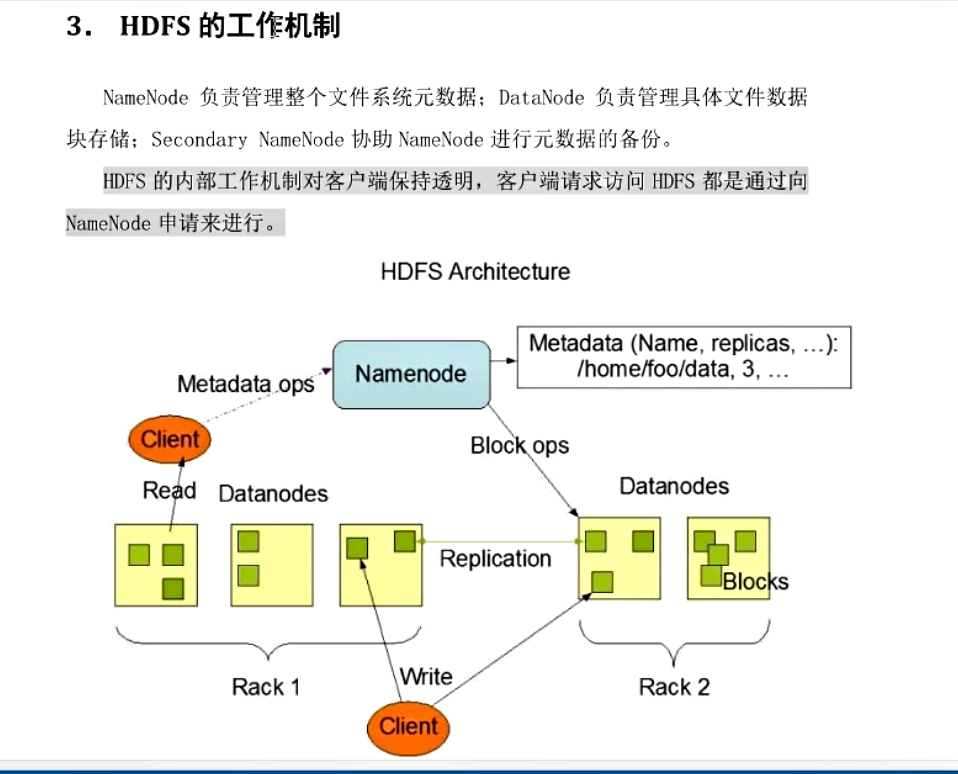 3. HDFS 的工作机制
NameNode 负责管理整个文件系统元数据；DataNode 负责管理具体文件数据
块存储；Secondary NameNode 协助 NameNode 进行元数据的备份。
HDFS 的内部工作机制对客户端保持透明，客户端请求访问 HDFS 都是通过向
NameNode 申请来进行。
HDFS Architecture
Metadata (Name, replicas, ...):
/home/foo/data, 3, ...
Namenode
Metadata ops
Client
Block ops
Read
Datanodes
Datanodes
Replication
Blocks
Rack 1
Write
Rack 2
Client